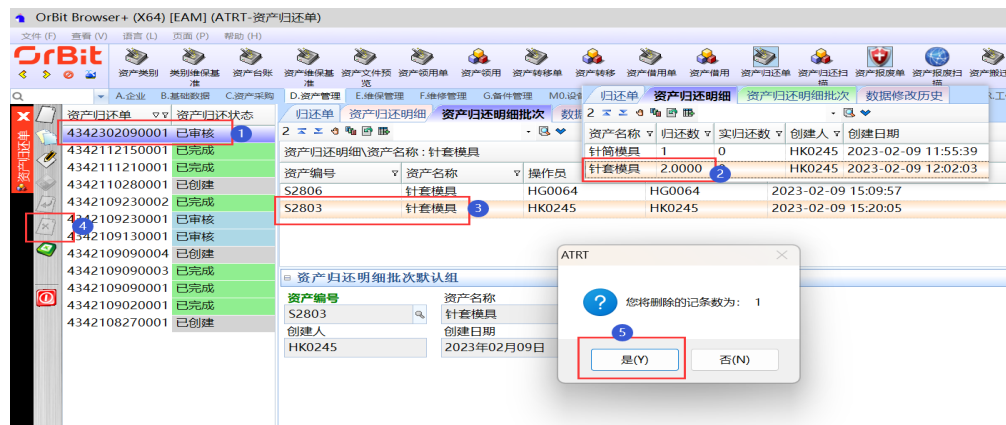 OrBit Browser+ (X64) [EAM] (ATRT-资产归还单)
文件 (F) 查看 (V) 语言 (L) 页面 (P) 帮助 (H)
OrBit
资产类别 类别维保基准 资产台账 资产维保基准 资产文件预览 资产领用单 资产领用 资产转移单 资产转移 资产借用单 资产借用 资产归还单 资产归还扫描 资产报废单 资产报废扫描 资产搬迁
A.企业 B.基础数据 C.资产采购 D.资产管理 E.维保管理 F.维修管理 G.备件管理
资产归还单
资产归还单 资产归还状态
4342302090001 已审核 1
4342112150001 已完成
4342111210001 已完成
4342110280001 已创建
4342109230002 已完成
4342109230001 已审核
4 4342109130001 已审核
4342109090004 已创建
4342109090003 已完成
4342109090001 已完成
4342109020001 已完成
4342108270001 已创建
归还单 资产归还明细 资产归还明细批次
2
资产归还明细\资产名称 : 针套模具
资产编号 资产名称 操作员
S2806 针套模具 HG0064 HG0064 2023-02-09 15:09:57
S2803 针套模具 3 HK0245 HK0245 2023-02-09 15:20:05
归还单 资产归还明细 资产归还明细批次 数据修改历史
2
资产名称 归还数 实归还数 创建人 创建日期
针筒模具 1 0 HK0245 2023-02-09 11:55:39
针套模具 2.0000 2 HK0245 2023-02-09 12:02:03
资产归还明细批次默认组
资产编号 资产名称
S2803 针套模具
创建人 创建日期
HK0245 2023年02月09日
ATRT
您将删除的记条数为: 1
5
是(Y) 否(N)